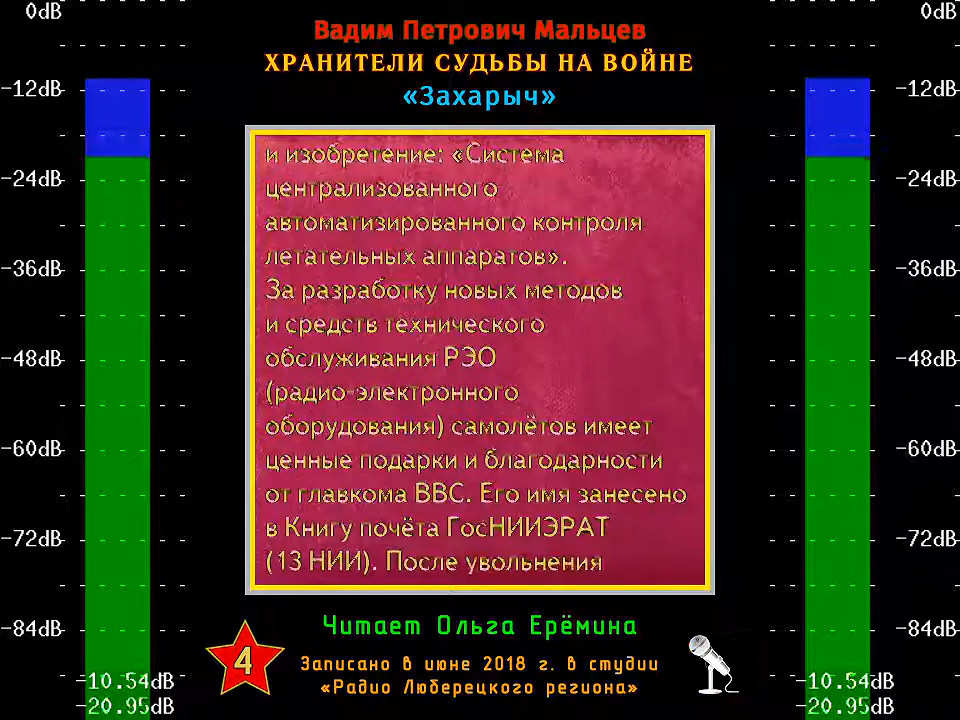 Вадим Петрович Мальцев
ХРАНИТЕЛИ СУДЬБЫ НА ВОЙНЕ
«Захарыч»
и изобретение: «Система
централизованного
автоматизированного контроля
летательных аппаратов».
За разработку новых методов
и средств технического
обслуживания РЭО
(радио-электронного
оборудования) самолётов имеет
ценные подарки и благодарности
от главкома ВВС. Его имя занесено
в Книгу почёта ГосНИИЭРАТ
(13 НИИ). После увольнения
Читает Ольга Ерёмина
4
Записано в июне 2018 г. в студии
«Радио Люберецкого региона»
0dB
-12dB
-24dB
-36dB
-48dB
-60dB
-72dB
-84dB
-10.54dB
-20.95dB
0dB
-12dB
-24dB
-36dB
-48dB
-60dB
-72dB
-84dB
-10.54dB
-20.95dB